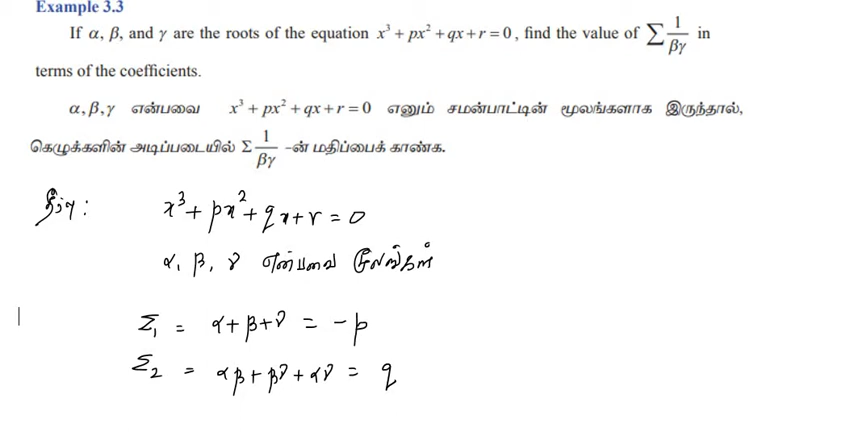 Example 3.3
If α, β, and γ are the roots of the equation x³ + px² + qx + r = 0, find the value of ∑ 1/βγ in
terms of the coefficients.
α, β, γ என்பவை x³ + px² + qx + r = 0 எனும் சமன்பாட்டின் மூலங்களாக இருந்தால்,
கெழுக்களின் அடிப்படையில் Σ 1/βγ -ன் மதிப்பைக் காண்க.
தீர்வு : x³ + px² + qx + r = 0
α, β, γ என்பவை மூலங்கள்
Σ₁ = α + β + γ = -p
Σ₂ = αβ + βγ + αγ = q